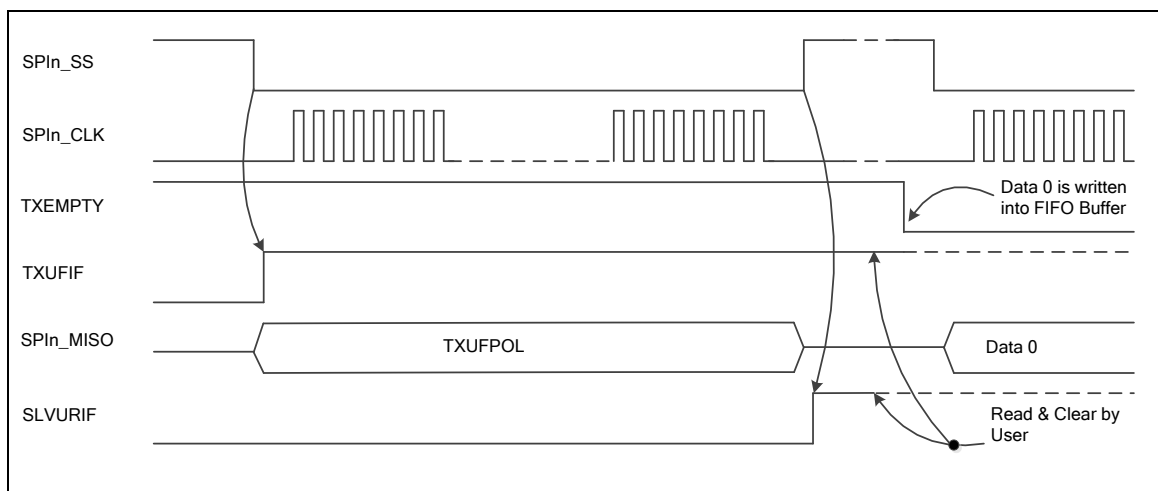 SPIn_SS
SPIn_CLK
TXEMPTY
Data 0 is written
into FIFO Buffer
TXUFIF
SPIn_MISO
TXUFPOL
Data 0
SLVURIF
Read & Clear by
User